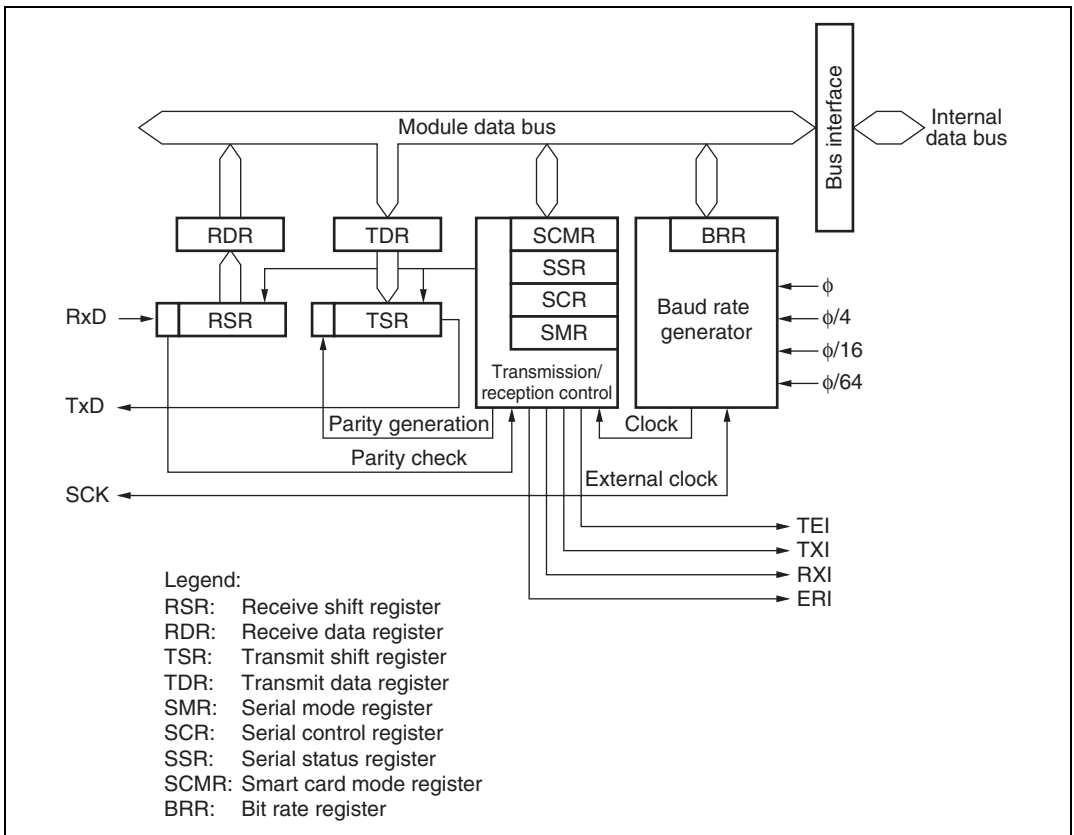 Module data bus
Bus interface
Internal
data bus
RDR
TDR
SCMR
BRR
SSR
SCR
SMR
RSR
TSR
Baud rate
generator
Transmission/
reception control
φ
φ/4
φ/16
φ/64
RxD
TxD
Parity generation
Clock
Parity check
External clock
SCK
TEI
TXI
RXI
ERI
Legend:
RSR: Receive shift register
RDR: Receive data register
TSR: Transmit shift register
TDR: Transmit data register
SMR: Serial mode register
SCR: Serial control register
SSR: Serial status register
SCMR: Smart card mode register
BRR: Bit rate register